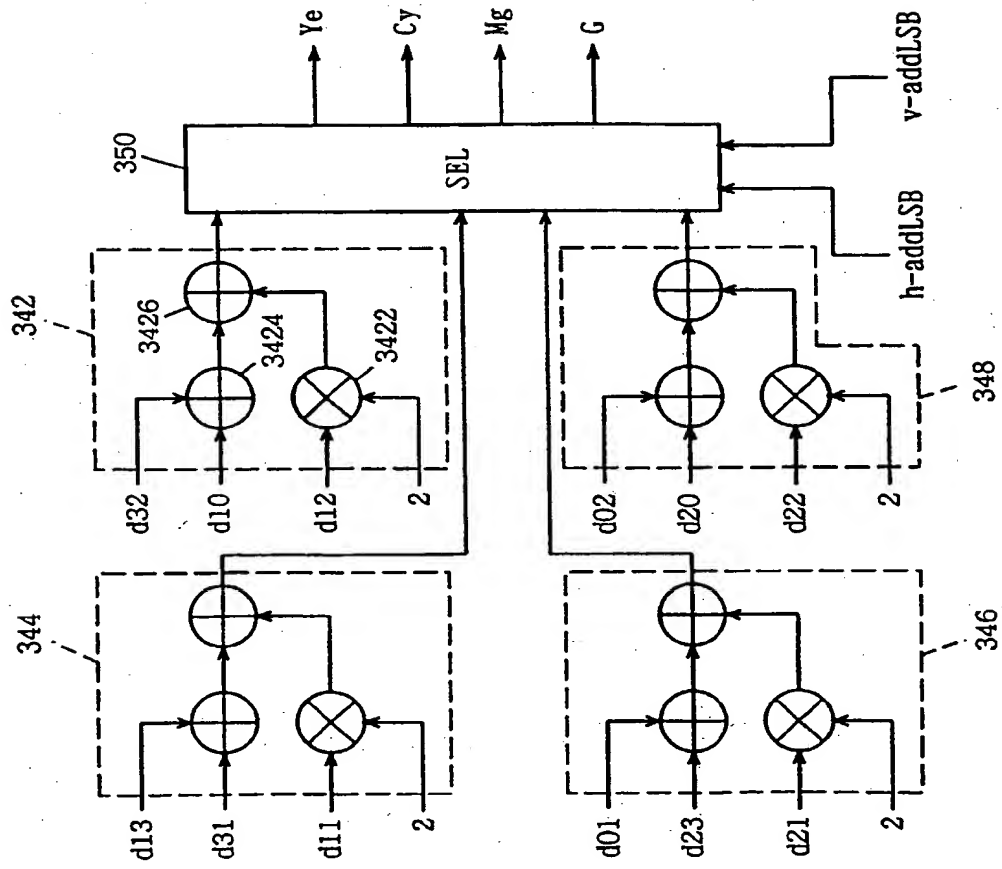 344
d13
d31
d11
2
342
d32
d10
d12
2
3426
3424
3422
350
SEL
Ye
Cy
Mg
G
d01
d23
d21
2
346
d02
d20
d22
2
348
h-addLSB
v-addLSB